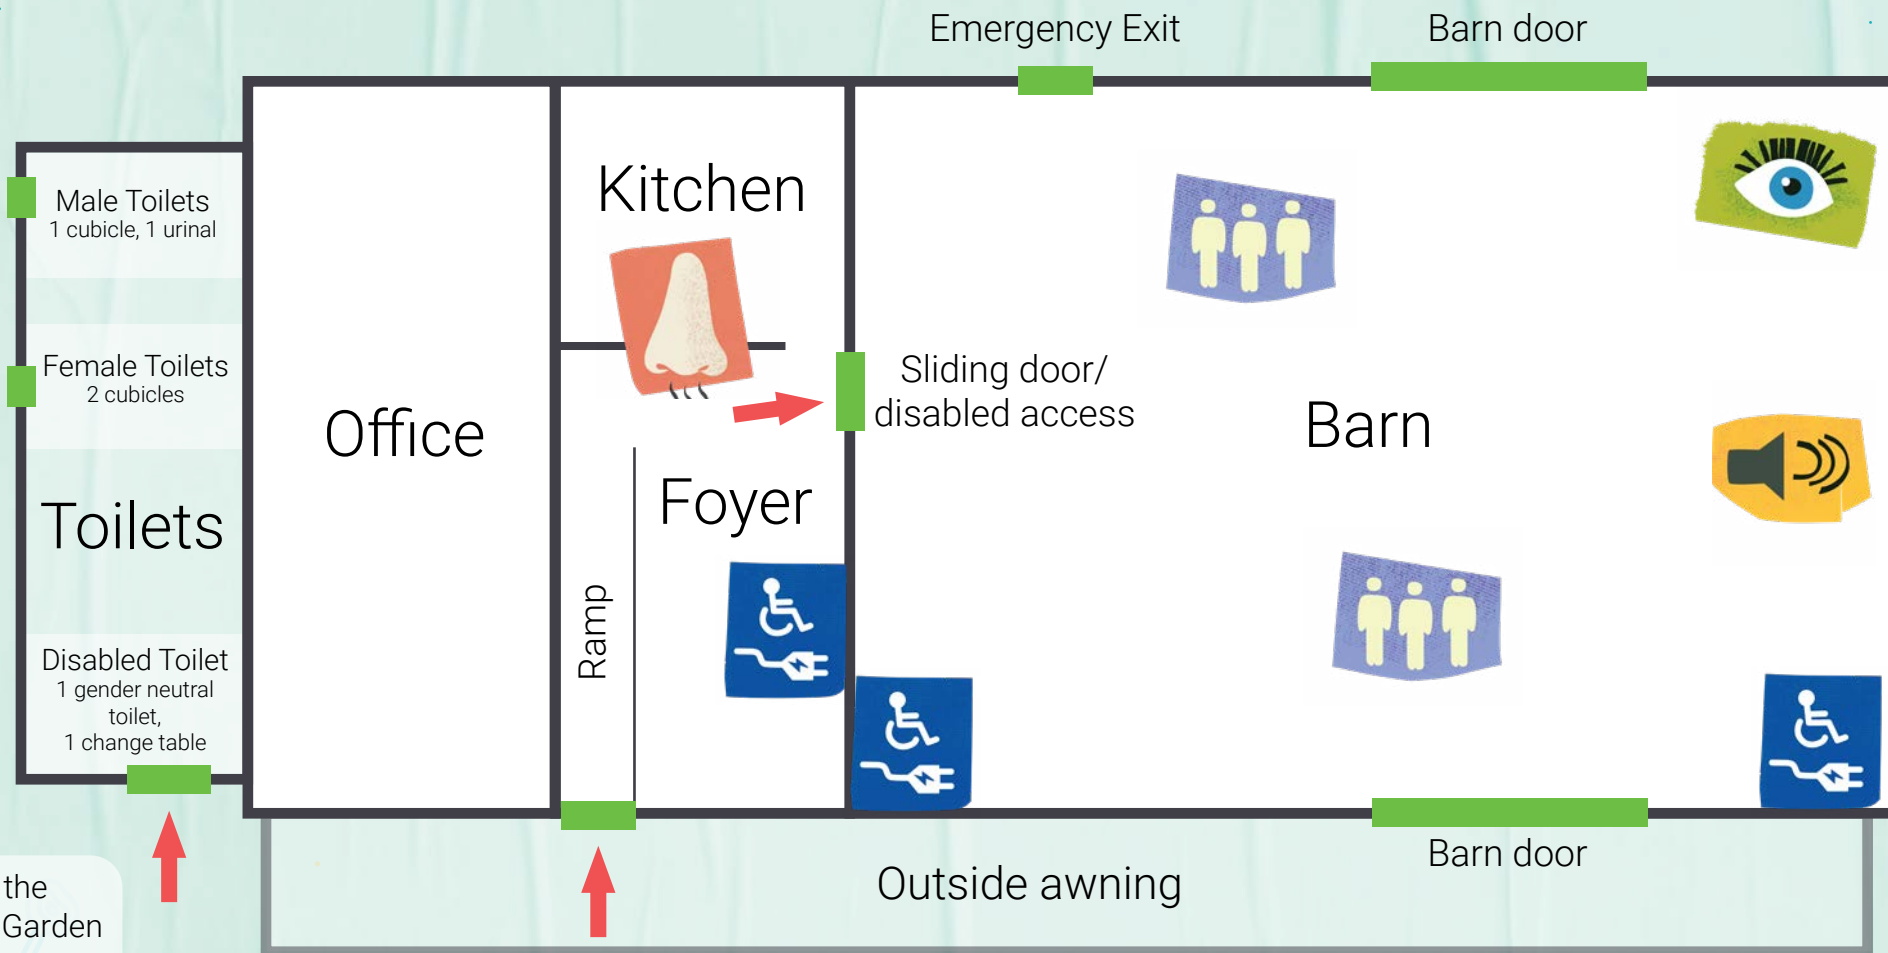 Emergency Exit
Barn door
Male Toilets
1 cubicle, 1 urinal
Female Toilets
2 cubicles
Toilets
Disabled Toilet
1 gender neutral
toilet,
1 change table
Office
Kitchen
Foyer
Ramp
Sliding door/
disabled access
Barn
Barn door
Outside awning
the
Garden